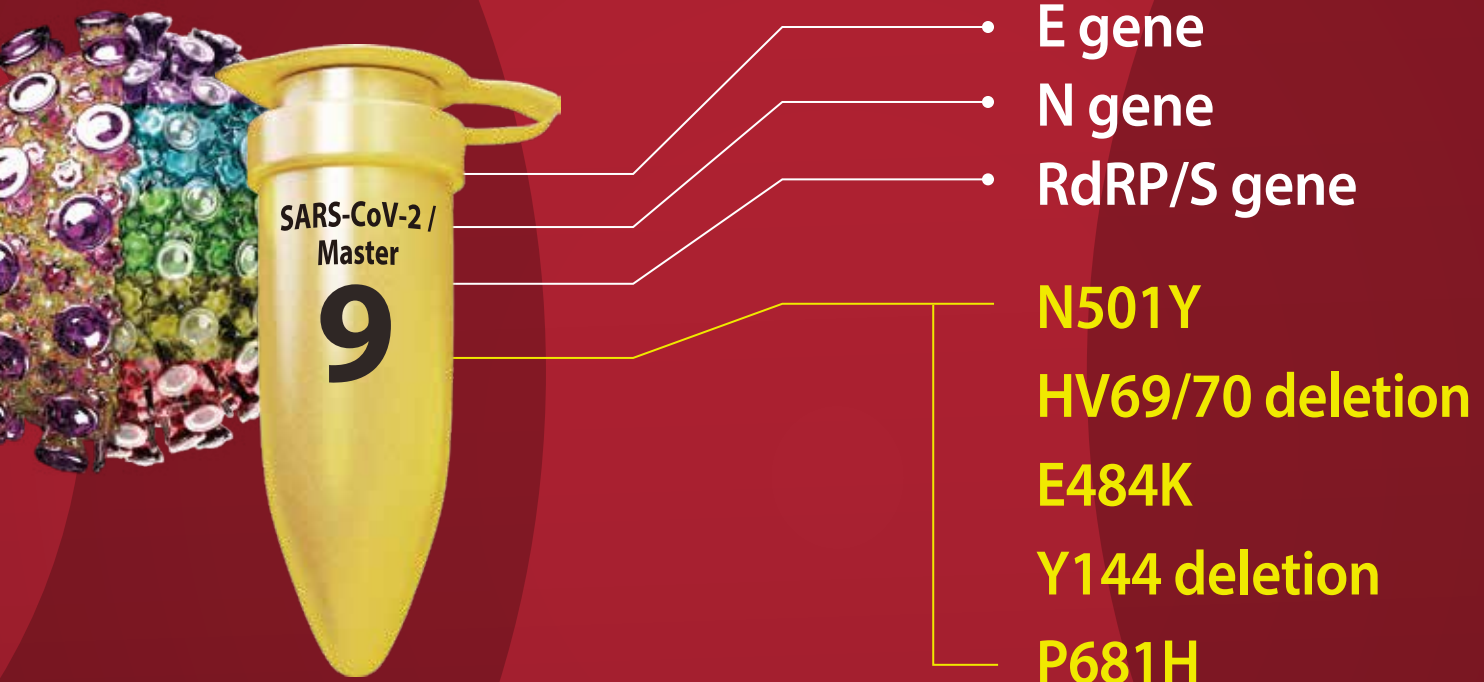 E gene
N gene
RdRP/S gene
SARS-CoV-2 /
Master
9
N501Y
HV69/70 deletion
E484K
Y144 deletion
P681H